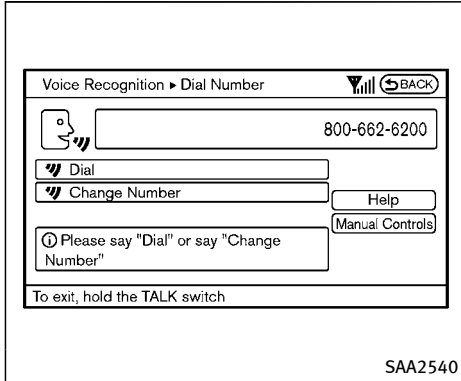 Voice Recognition ▸ Dial Number
BACK
800-662-6200
Dial
Change Number
Help
Manual Controls
Please say "Dial" or say "Change
Number"
To exit, hold the TALK switch
SAA2540